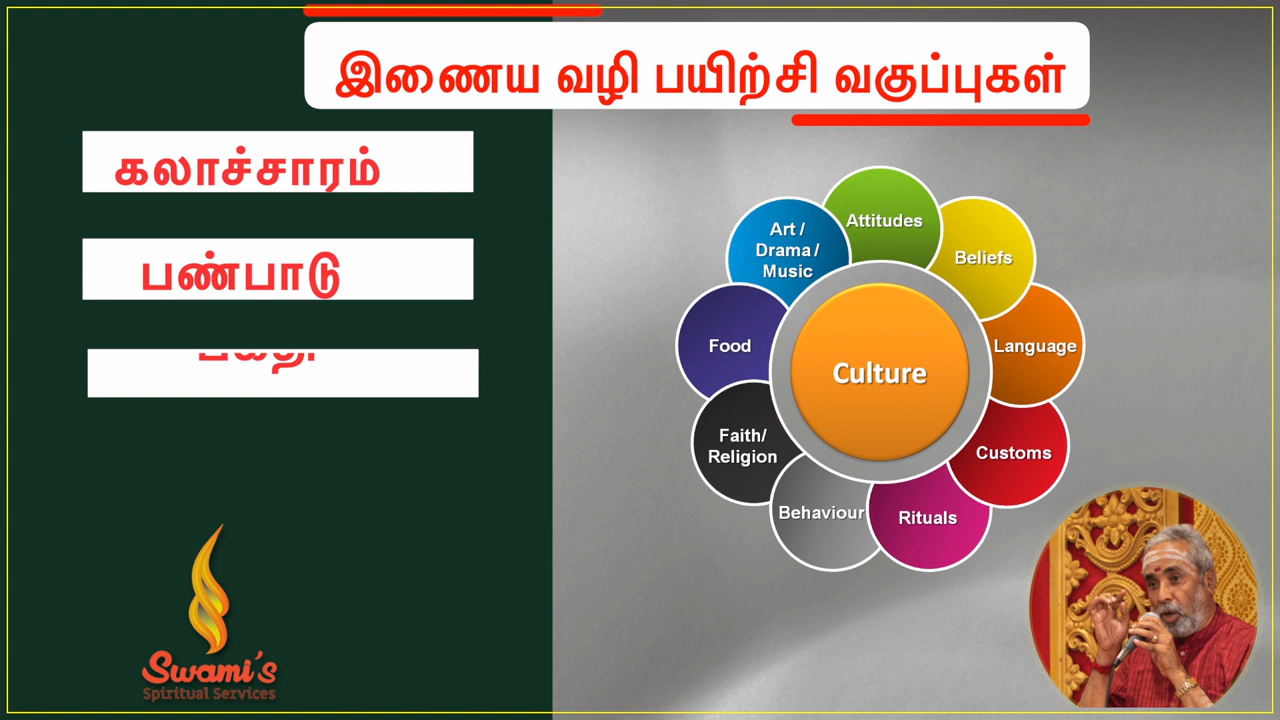 இணைய வழி பயிற்சி வகுப்புகள்
கலாச்சாரம்
பண்பாடு
Attitudes
Art /
Drama /
Music
Beliefs
Food
Language
Culture
Faith/
Religion
Customs
Behaviour
Rituals
Swami's
Spiritual Services